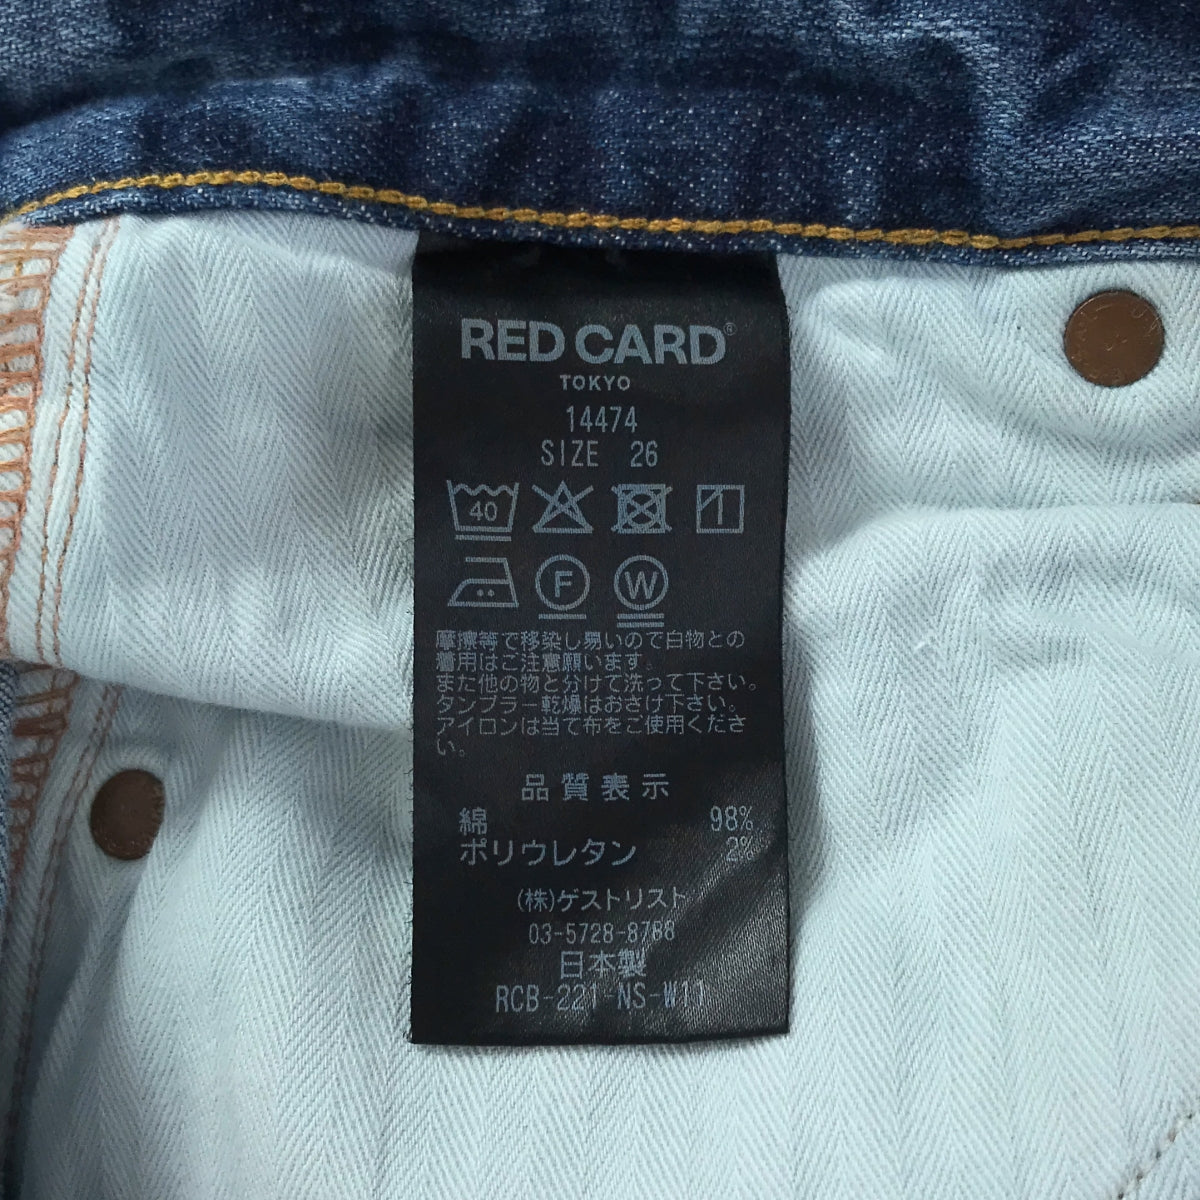 RED CARD®
TOKYO
14474
SIZE 26
40
F W
摩擦等で移染し易いので白物との
着用はご注意願います。
また他の物と分けて洗って下さい。
タンブラー乾燥はおさけ下さい。
アイロンは当て布をご使用くださ
い。
品質表示
綿 98%
ポリウレタン 2%
(株)ゲストリスト
03-5728-8788
日本製
RCB-221-NS-W11